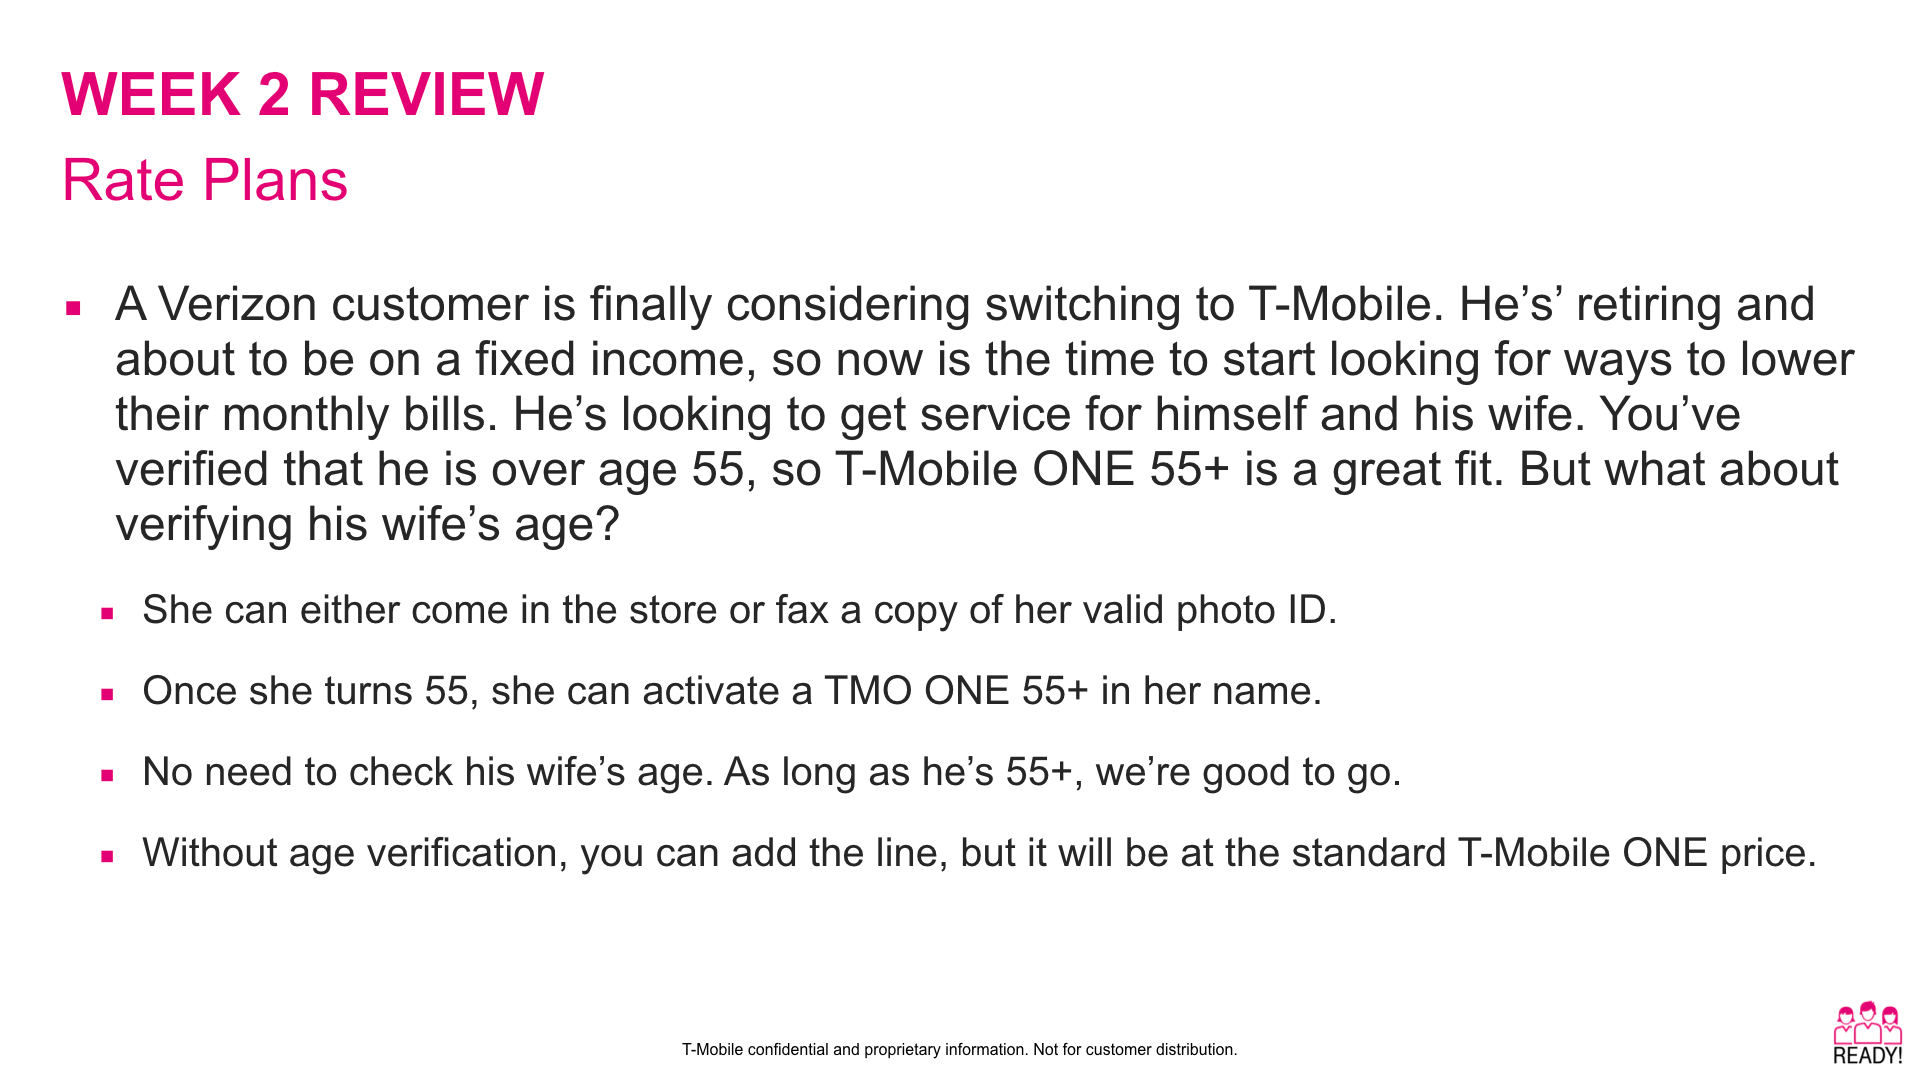 WEEK 2 REVIEW
Rate Plans
▪ A Verizon customer is finally considering switching to T-Mobile. He’s’ retiring and
about to be on a fixed income, so now is the time to start looking for ways to lower
their monthly bills. He’s looking to get service for himself and his wife. You’ve
verified that he is over age 55, so T-Mobile ONE 55+ is a great fit. But what about
verifying his wife’s age?
▪ She can either come in the store or fax a copy of her valid photo ID.
▪ Once she turns 55, she can activate a TMO ONE 55+ in her name.
▪ No need to check his wife’s age. As long as he’s 55+, we’re good to go.
▪ Without age verification, you can add the line, but it will be at the standard T-Mobile ONE price.
T-Mobile confidential and proprietary information. Not for customer distribution.
READY!